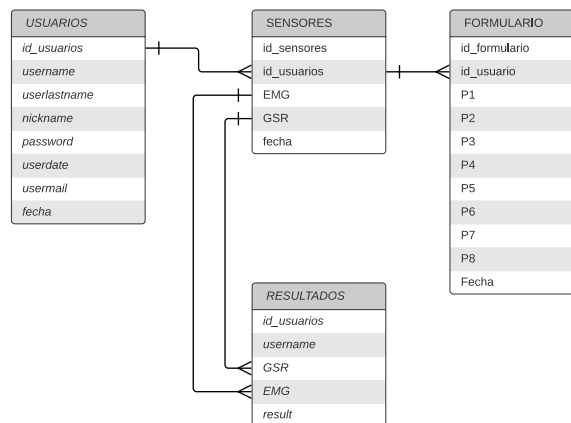 USUARIOS
id_usuarios
username
userlastname
nickname
password
userdate
usermail
fecha
SENSORES
id_sensores
id_usuarios
EMG
GSR
fecha
FORMULARIO
id_formulario
id_usuario
P1
P2
P3
P4
P5
P6
P7
P8
Fecha
RESULTADOS
id_usuarios
username
GSR
EMG
result